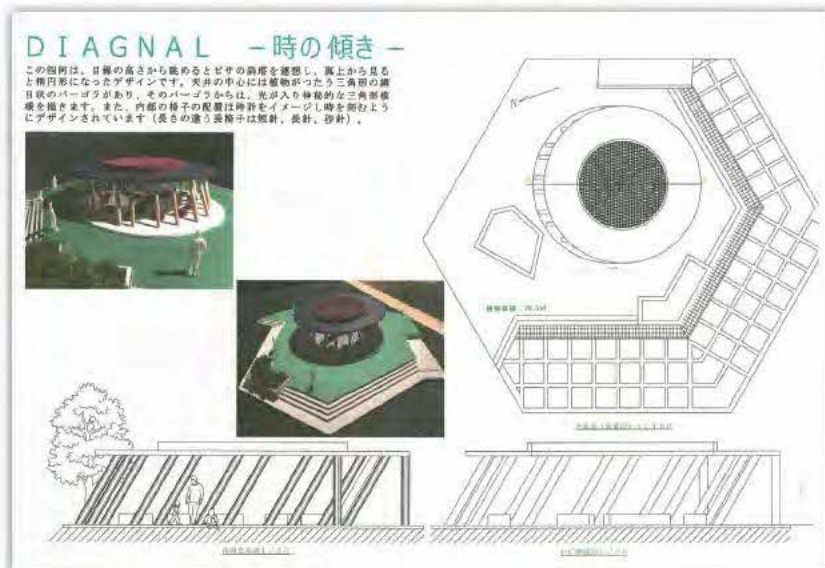 DIAGNAL －時の傾き－
この四阿は、目線の高さから眺めるとピサの斜塔を連想し、真上から見る
と楕円形になったデザインです。天井の中心には植物がつたう三角形の網
目状のパーゴラがあり、そのパーゴラからは、光が入り神秘的な三角形模
様を描きます。また、内部の椅子の配置は時計をイメージし時を刻むよう
にデザインされています（長さの違う長椅子は短針、長針、秒針）。
N